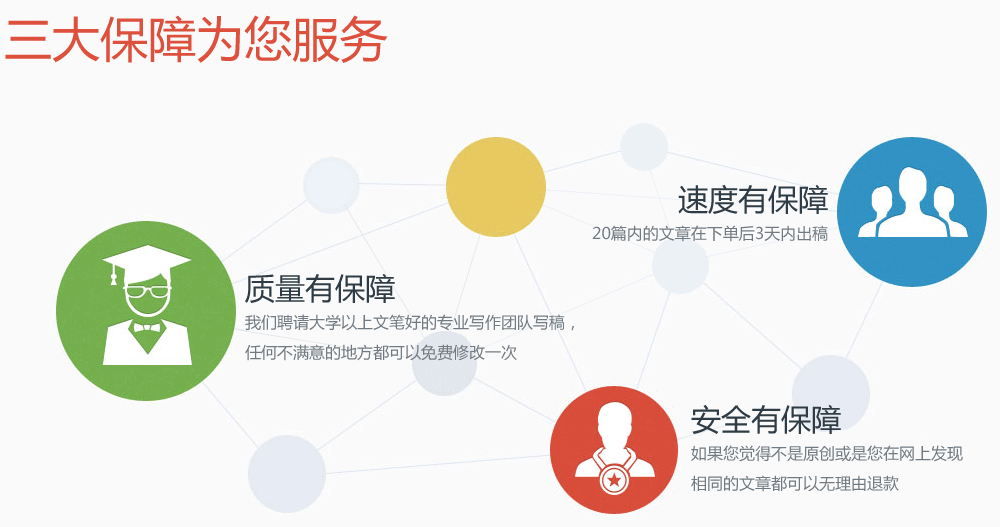 三大保障为您服务
速度有保障
20篇内的文章在下单后3天内出稿
质量有保障
我们聘请大学以上文笔好的专业写作团队写稿，
任何不满意的地方都可以免费修改一次
安全有保障
如果您觉得不是原创或是您在网上发现
相同的文章都可以无理由退款